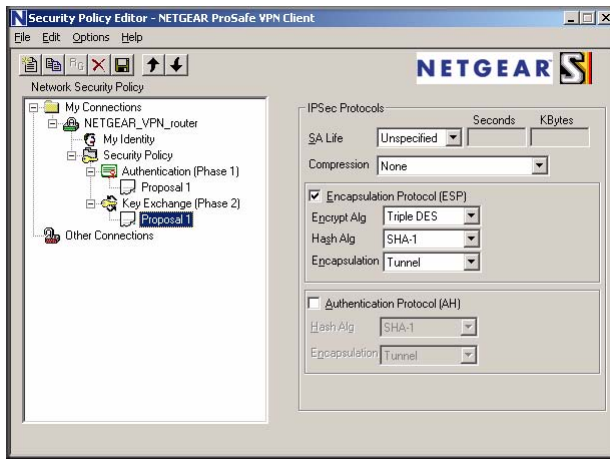 Security Policy Editor - NETGEAR ProSafe VPN Client
File Edit Options Help
NETGEAR
Network Security Policy
My Connections
NETGEAR_VPN_router
My Identity
Security Policy
Authentication (Phase 1)
Proposal 1
Key Exchange (Phase 2)
Proposal 1
Other Connections
IPSec Protocols
Seconds KBytes
SA Life Unspecified
Compression None
Encapsulation Protocol (ESP)
Encrypt Alg Triple DES
Hash Alg SHA-1
Encapsulation Tunnel
Authentication Protocol (AH)
Hash Alg SHA-1
Encapsulation Tunnel